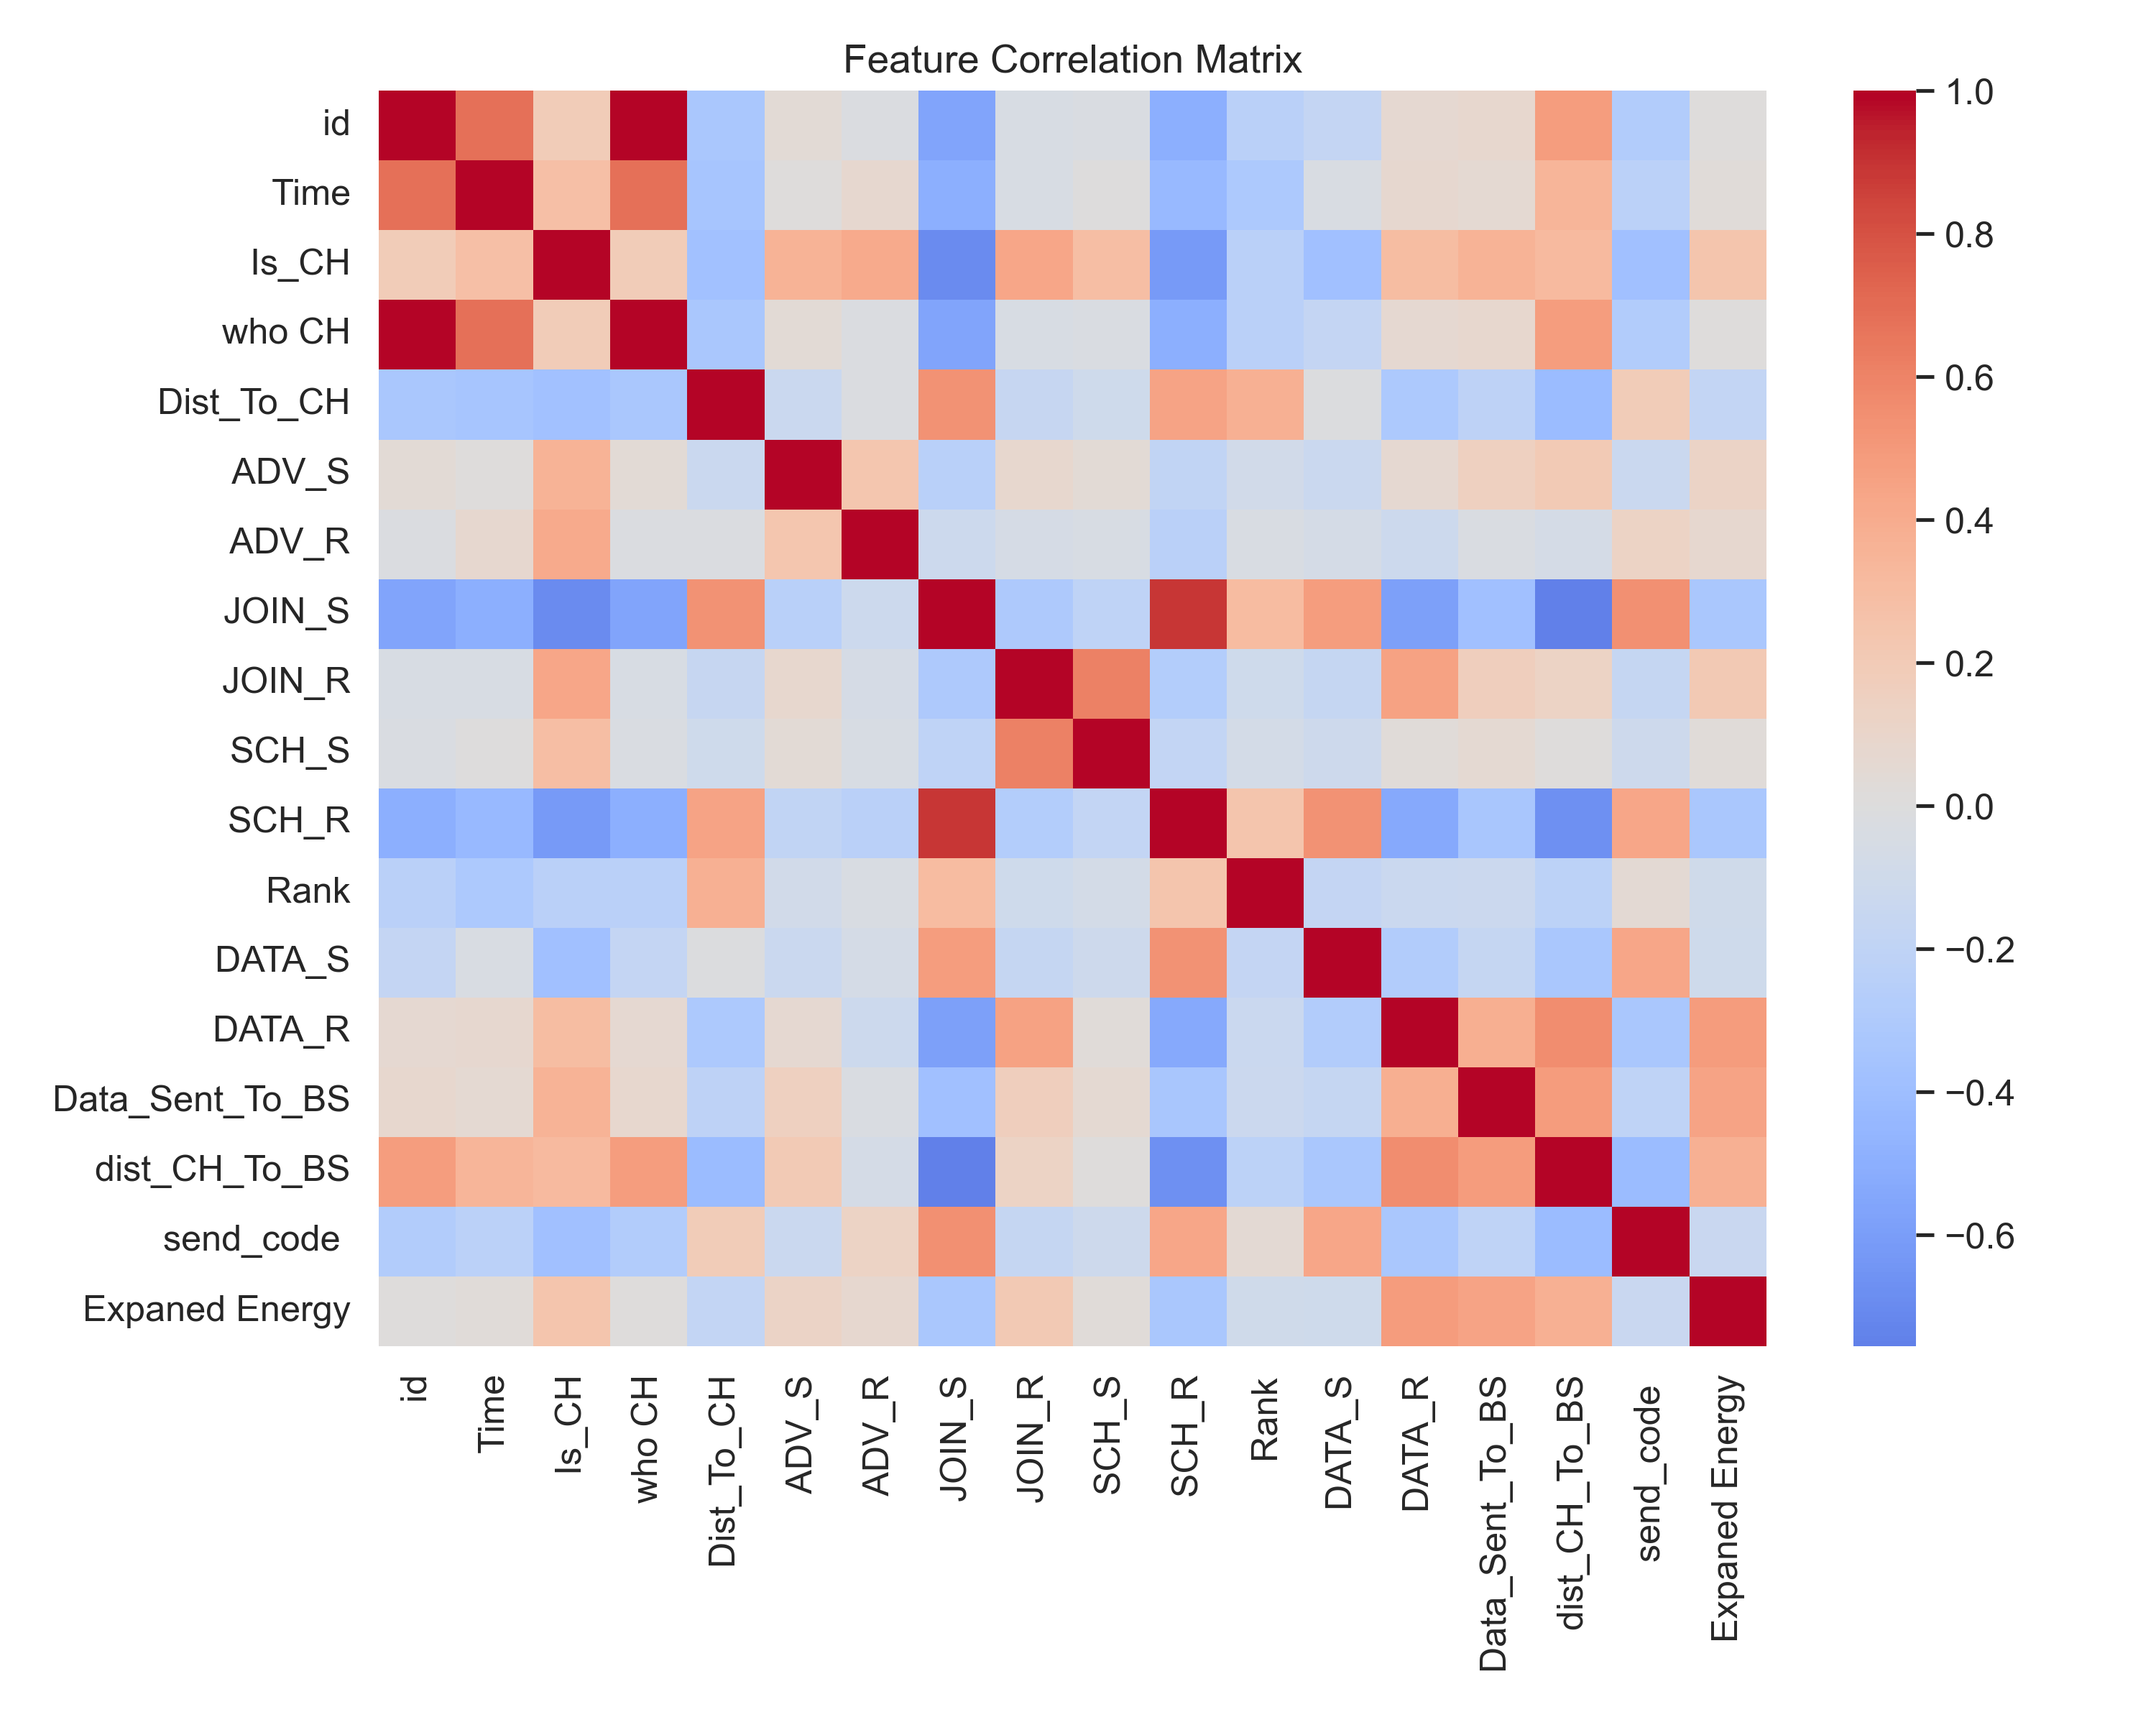 Feature Correlation Matrix
id
Time
Is_CH
who CH
Dist_To_CH
ADV_S
ADV_R
JOIN_S
JOIN_R
SCH_S
SCH_R
Rank
DATA_S
DATA_R
Data_Sent_To_BS
dist_CH_To_BS
send_code
Expaned Energy
id
Time
Is_CH
who CH
Dist_To_CH
ADV_S
ADV_R
JOIN_S
JOIN_R
SCH_S
SCH_R
Rank
DATA_S
DATA_R
Data_Sent_To_BS
dist_CH_To_BS
send_code
Expaned Energy
1.0
0.8
0.6
0.4
0.2
0.0
−0.2
−0.4
−0.6